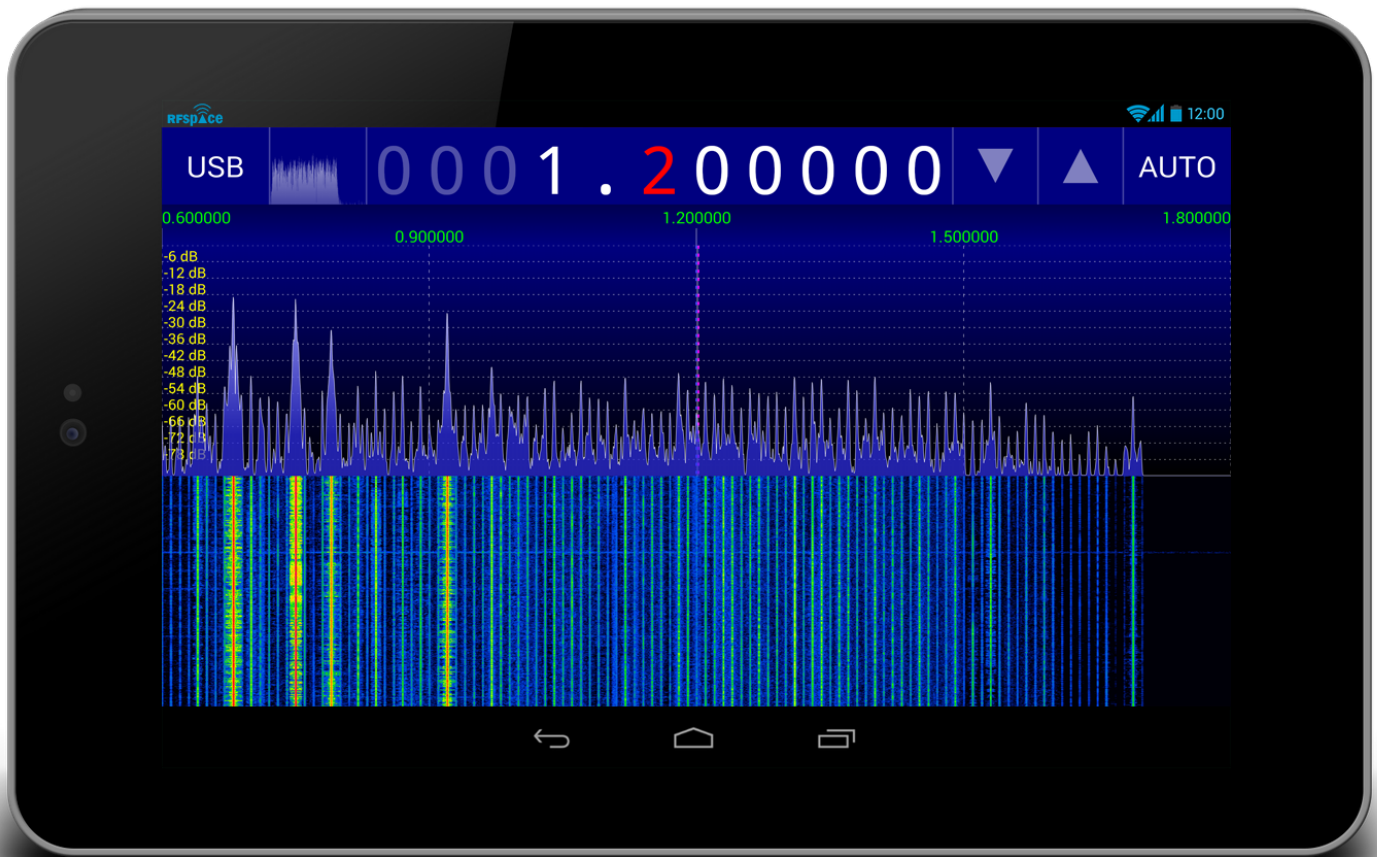 RFSPACE 12:00
USB 0001.200000 AUTO
0.600000 1.200000 1.800000
0.900000 1.500000
-6 dB
-12 dB
-18 dB
-24 dB
-30 dB
-36 dB
-42 dB
-48 dB
-54 dB
-60 dB
-66 dB
-72 dB
-73 dB